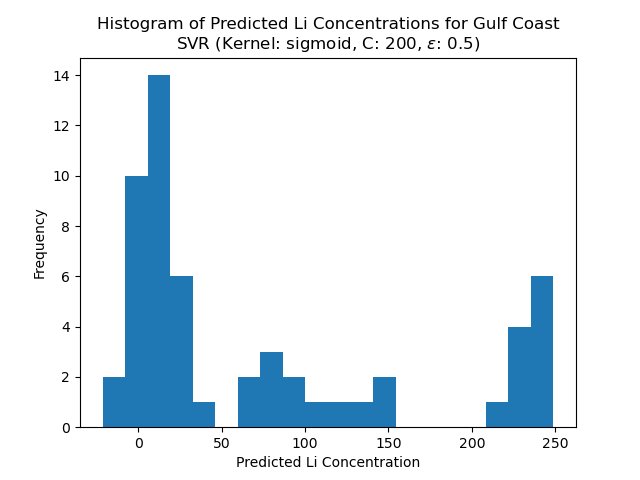 Histogram of Predicted Li Concentrations for Gulf Coast
SVR (Kernel: sigmoid, C: 200, ε: 0.5)
14
12
10
8
6
4
2
0
Frequency
0 50 100 150 200 250
Predicted Li Concentration